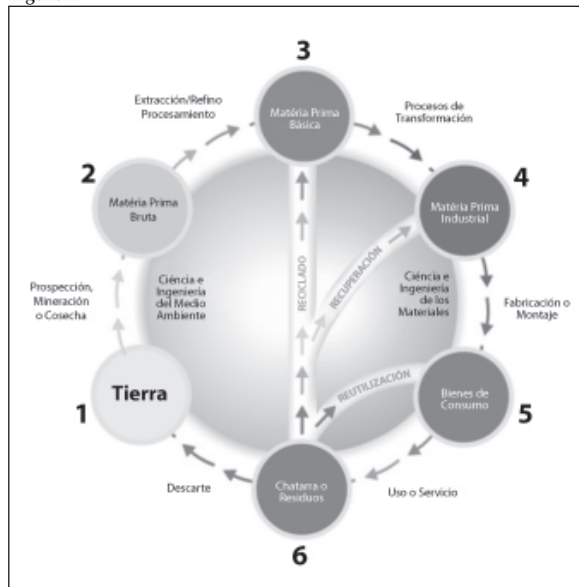 3
Extracción/Refino
Procesamiento
Matéria Prima
Básica
Procesos de
Transformación
2
Matéria Prima
Bruta
4
Matéria Prima
Industrial
Prospección,
Mineración
o Cosecha
Ciéncia e
Ingeniería
del Medio
Ambiente
RECICLADO
RECUPERACIÓN
Ciéncia e
Ingeniería
de los
Materiales
Fabricación o
Montaje
1
Tierra
REUTILIZACIÓN
Bienes de
Consumo
5
Descarte
Chatarra o
Residuos
Uso o Servicio
6